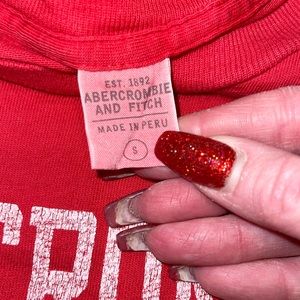 EST. 1892
ABERCROMBIE
AND FITCH
MADE IN PERU
S